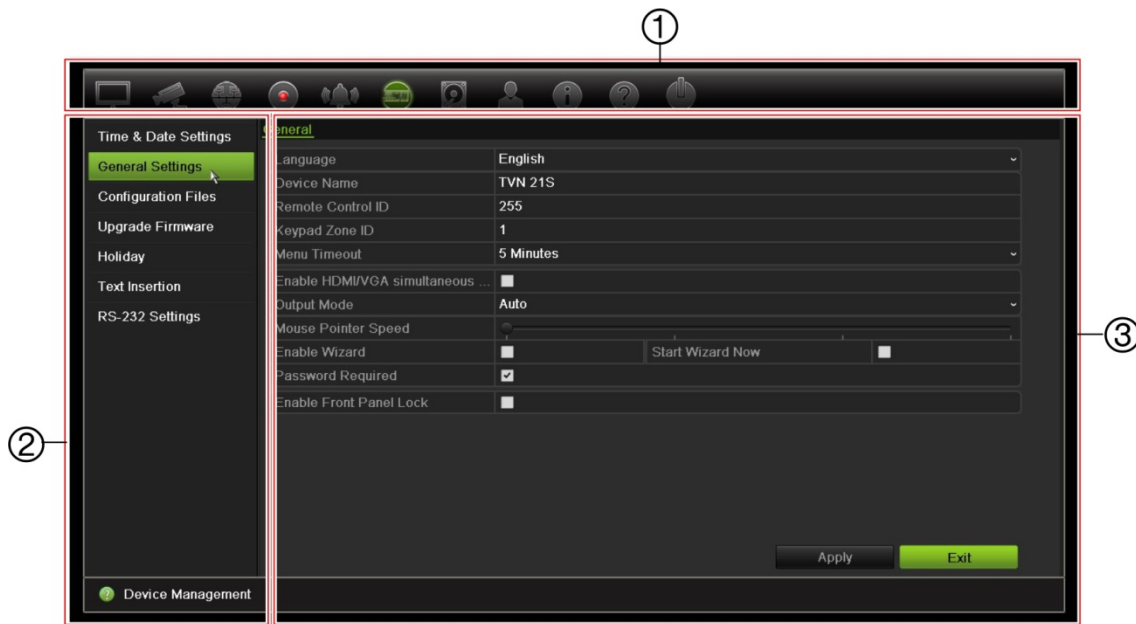 ①
Time & Date Settings
General Settings
Configuration Files
Upgrade Firmware
Holiday
Text Insertion
RS-232 Settings
General
Language English
Device Name TVN 21S
Remote Control ID 255
Keypad Zone ID 1
Menu Timeout 5 Minutes
Enable HDMI/VGA simultaneous ...
Output Mode Auto
Mouse Pointer Speed
Enable Wizard Start Wizard Now
Password Required
Enable Front Panel Lock
②
③
Apply Exit
Device Management